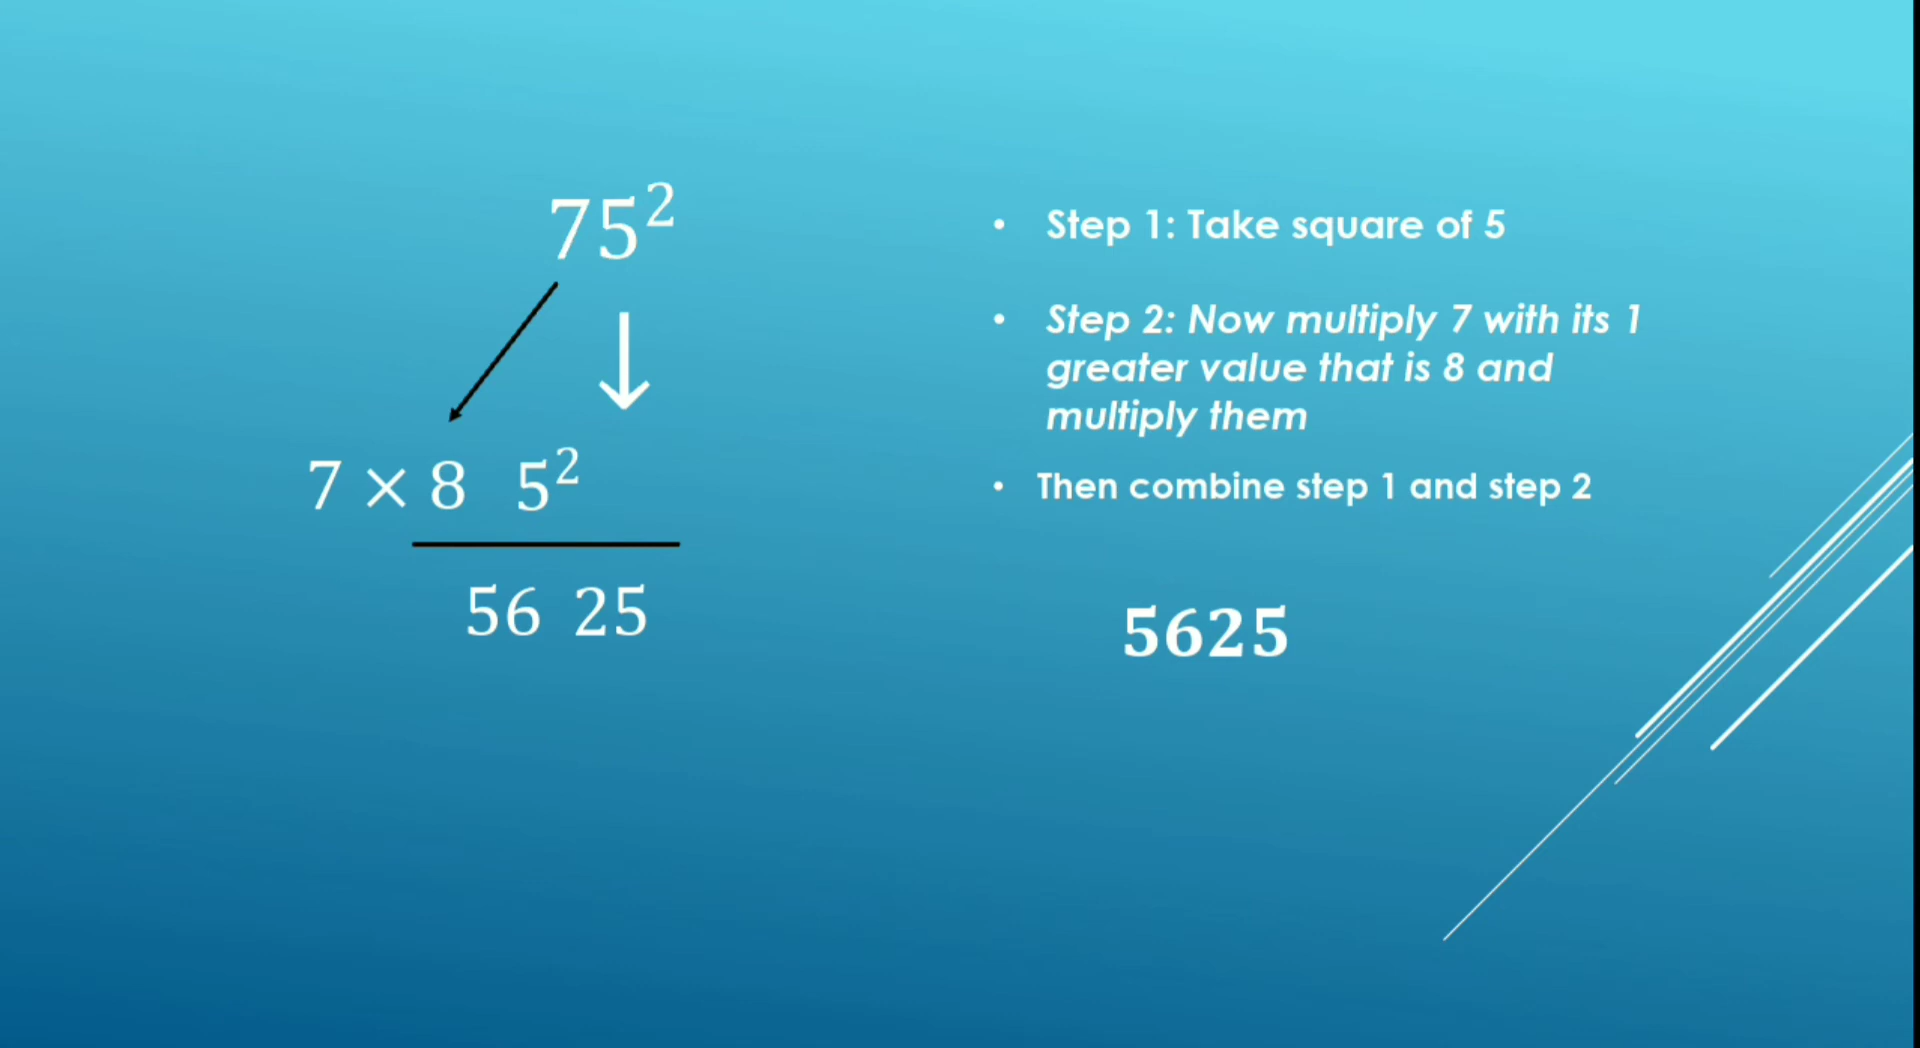 75²
7 × 8 5²
56 25
• Step 1: Take square of 5
• Step 2: Now multiply 7 with its 1
greater value that is 8 and
multiply them
• Then combine step 1 and step 2
5625